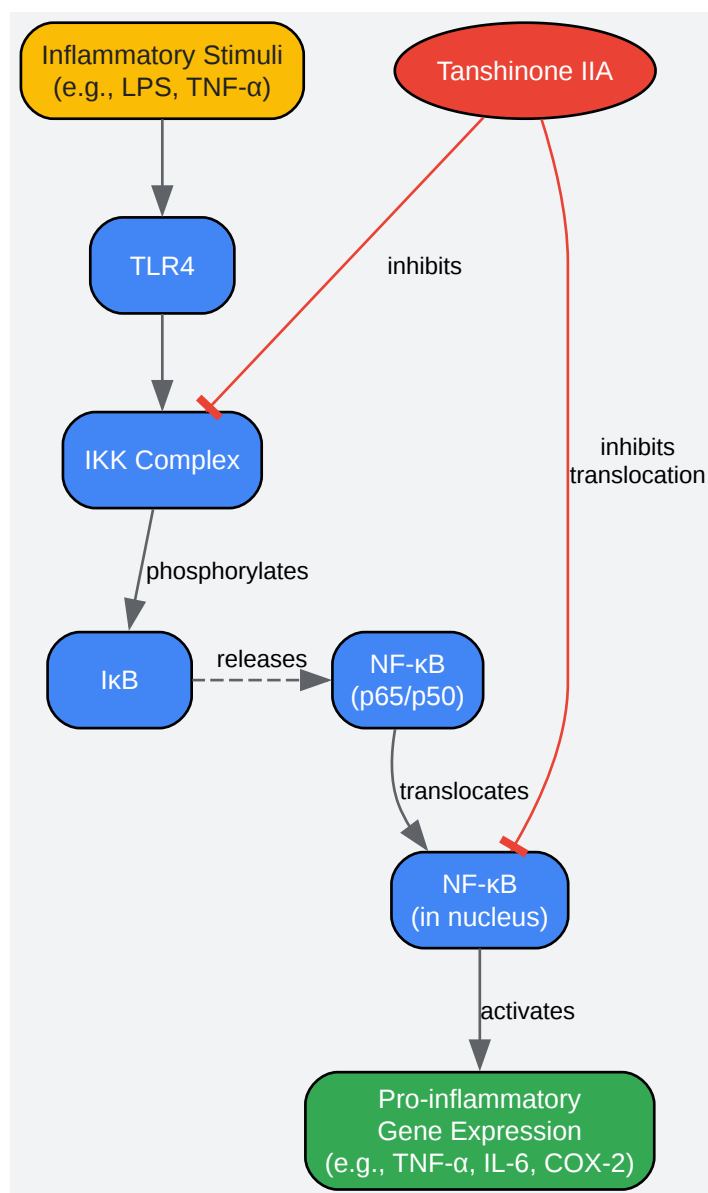 Inflammatory Stimuli
(e.g., LPS, TNF-α)
Tanshinone IIA
TLR4
inhibits
IKK Complex
inhibits
translocation
phosphorylates
IκB
releases
NF-κB
(p65/p50)
translocates
NF-κB
(in nucleus)
activates
Pro-inflammatory
Gene Expression
(e.g., TNF-α, IL-6, COX-2)